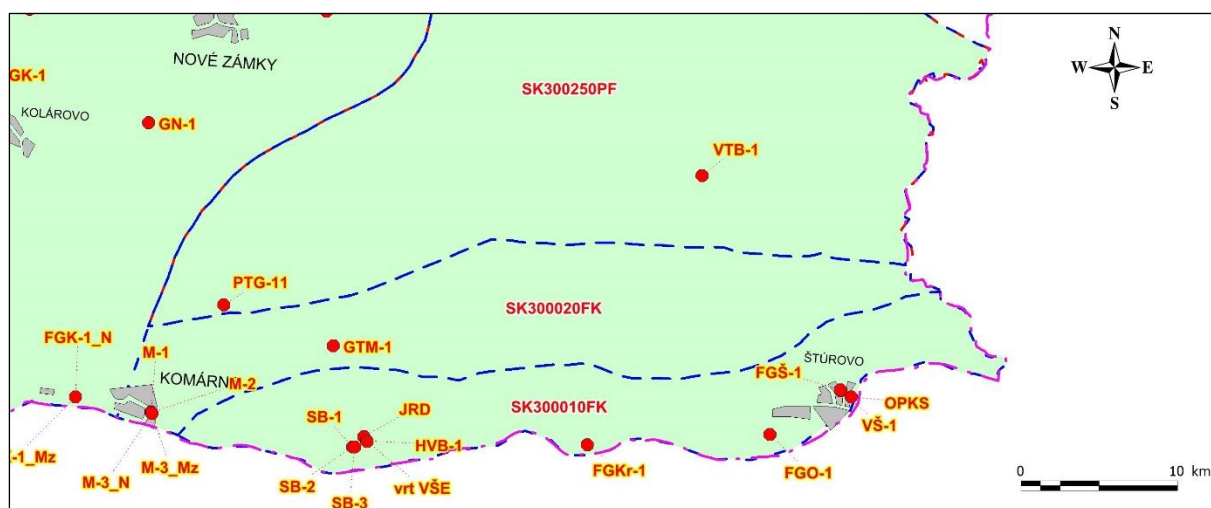 NOVÉ ZÁMKY
N
W
E
S
GK-1
SK300250PF
KOLÁROVO
GN-1
VTB-1
PTG-11
SK300020FK
FGK-1_N
M-1
GTM-1
KOMÁRN
M-2
ŠTÚROVO
FGŠ-1
SK300010FK
OPKS
SB-1
JRD
VŠ-1
HVB-1
-1_Mz
M-3_Mz
M-3_N
SB-2
vrt VŠE
FGKr-1
FGO-1
SB-3
0 10 km